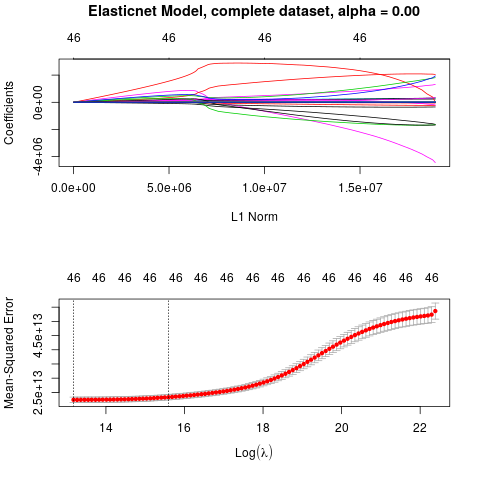 Elasticnet Model, complete dataset, alpha = 0.00
46 46 46 46
Coefficients
0e+00
-4e+06
0.0e+00 5.0e+06 1.0e+07 1.5e+07
L1 Norm
46 46 46 46 46 46 46 46 46 46 46 46 46 46 46
Mean-Squared Error
4.5e+13
2.5e+13
14 16 18 20 22
Log(λ)